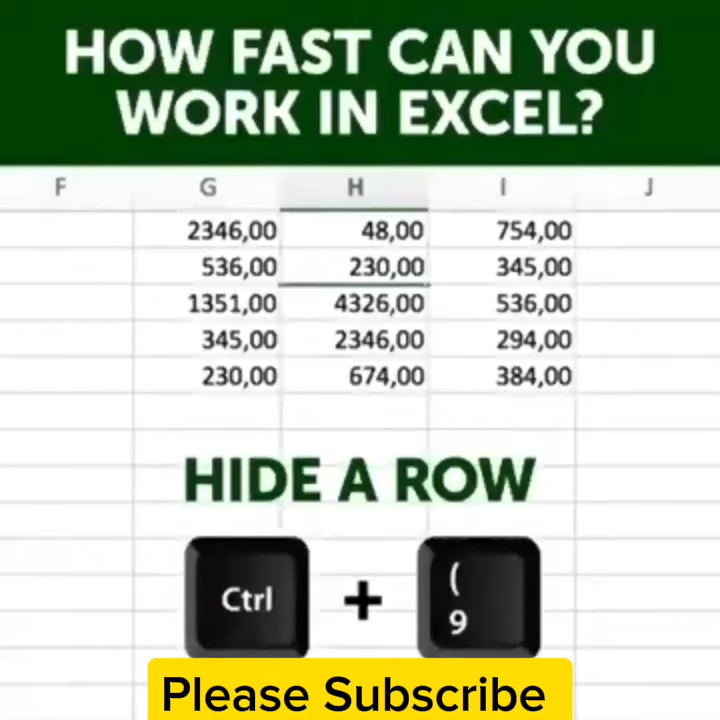 HOW FAST CAN YOU
WORK IN EXCEL?
F G H I J
2346,00 48,00 754,00
536,00 230,00 345,00
1351,00 4326,00 536,00
345,00 2346,00 294,00
230,00 674,00 384,00
HIDE A ROW
Ctrl + (
9
Please Subscribe